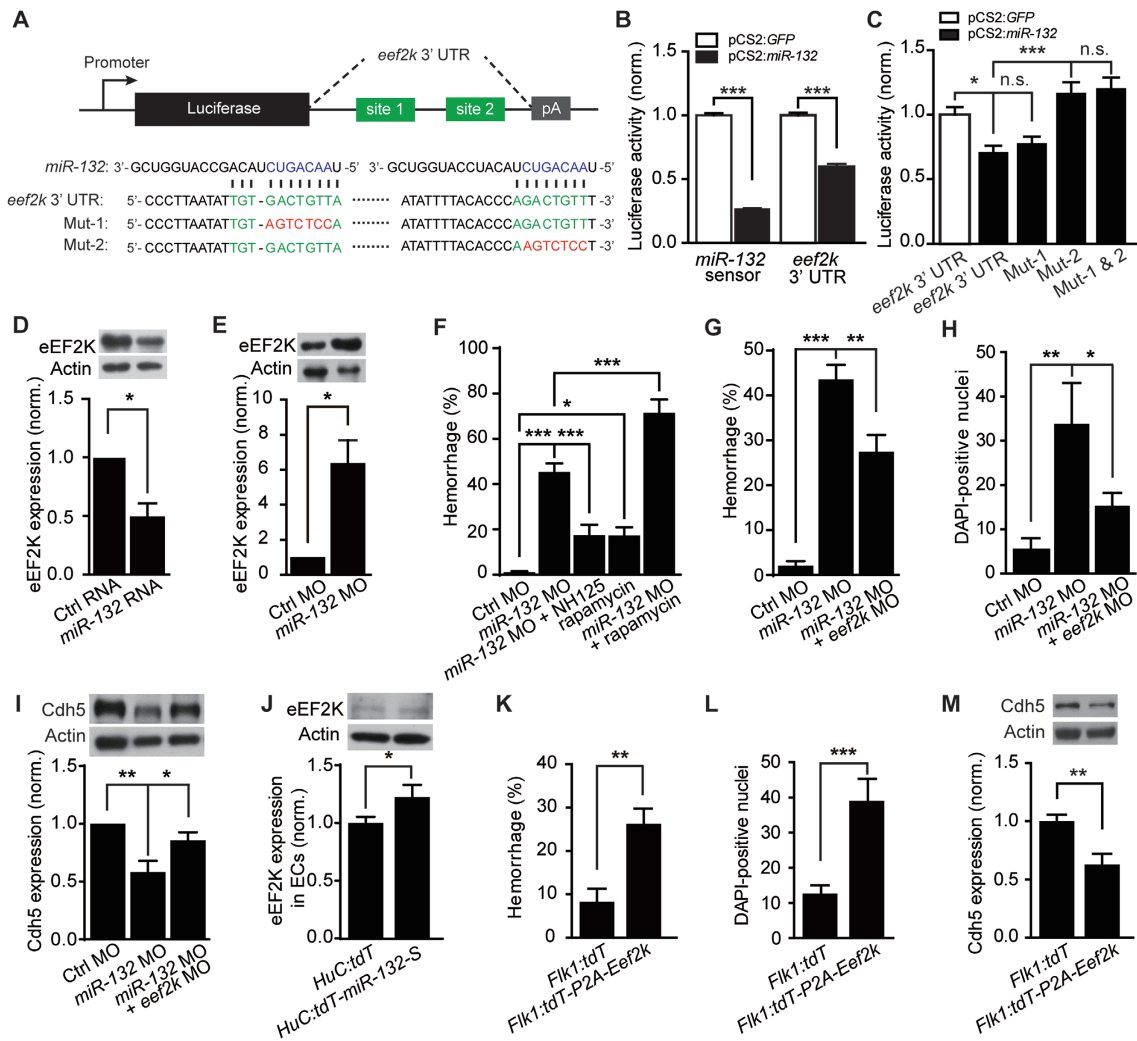 A
Promoter
eef2k 3' UTR
Luciferase
site 1
site 2
pA
miR-132: 3'- GCUGGUACCGACAUCUGACAAU -5' 3'- GCUGGUACCUACAUCUGACAAU -5'
eef2k 3' UTR: 5'- CCCTTAATATTGT -GACTGTTA ········ ATATTTTACACCCAGACTGTTT -3'
Mut-1: 5'- CCCTTAATATTGT -AGTCTCCA ········ ATATTTTACACCCAGACTGTTT -3'
Mut-2: 5'- CCCTTAATATTGT -GACTGTTA ········ ATATTTTACACCCAAGTCTCCT -3'
B
pCS2:GFP
pCS2:miR-132
Luciferase activity (norm.)
1.5
1.0
0.5
0.0
***
***
miR-132 sensor
eef2k 3' UTR
C
pCS2:GFP
pCS2:miR-132
Luciferase activity (norm.)
1.5
1.0
0.5
0.0
*** n.s.
* n.s.
eef2k 3' UTR
eef2k 3' UTR
Mut-1
Mut-2
Mut-1 & 2
D
eEF2K
Actin
eEF2K expression (norm.)
1.5
1.0
0.5
0.0
*
Ctrl RNA
miR-132 RNA
E
eEF2K
Actin
eEF2K expression (norm.)
10
8
6
4
2
0
*
Ctrl MO
miR-132 MO
F
Hemorrhage (%)
100
80
60
40
20
0
***
*
*** ***
Ctrl MO
miR-132 MO
miR-132 MO + NH125
rapamycin
miR-132 MO
+ rapamycin
G
Hemorrhage (%)
50
40
30
20
10
0
*** **
Ctrl MO
miR-132 MO
miR-132 MO
+ eef2k MO
H
DAPI-positive nuclei
50
40
30
20
10
0
** *
Ctrl MO
miR-132 MO
miR-132 MO
+ eef2k MO
I
Cdh5
Actin
Cdh5 expression (norm.)
1.5
1.0
0.5
0.0
** *
Ctrl MO
miR-132 MO
miR-132 MO
+ eef2k MO
J
eEF2K
Actin
eEF2K expression
in ECs (norm.)
1.5
1.0
0.5
0.0
*
HuC:tdT
HuC:tdT-miR-132-S
K
Hemorrhage (%)
40
30
20
10
0
**
Flk1:tdT
Flk1:tdT-P2A-Eef2k
L
DAPI-positive nuclei
50
40
30
20
10
0
***
Flk1:tdT
Flk1:tdT-P2A-Eef2k
M
Cdh5
Actin
Cdh5 expression (norm.)
1.5
1.0
0.5
0.0
**
Flk1:tdT
Flk1:tdT-P2A-Eef2k